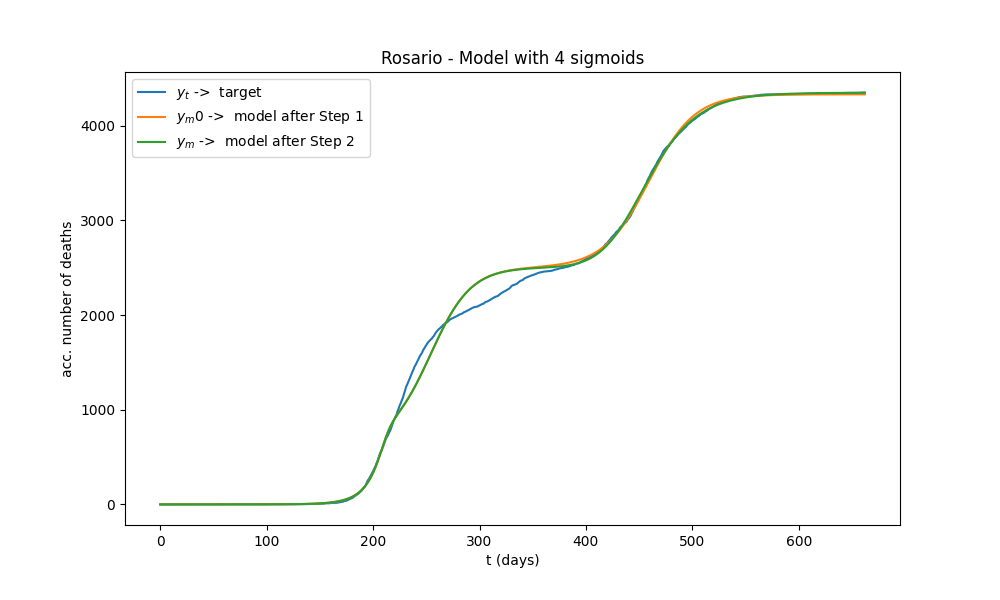 Rosario - Model with 4 sigmoids
y_t -> target
y_m0 -> model after Step 1
y_m -> model after Step 2
acc. number of deaths
4000
3000
2000
1000
0
0 100 200 300 400 500 600
t (days)